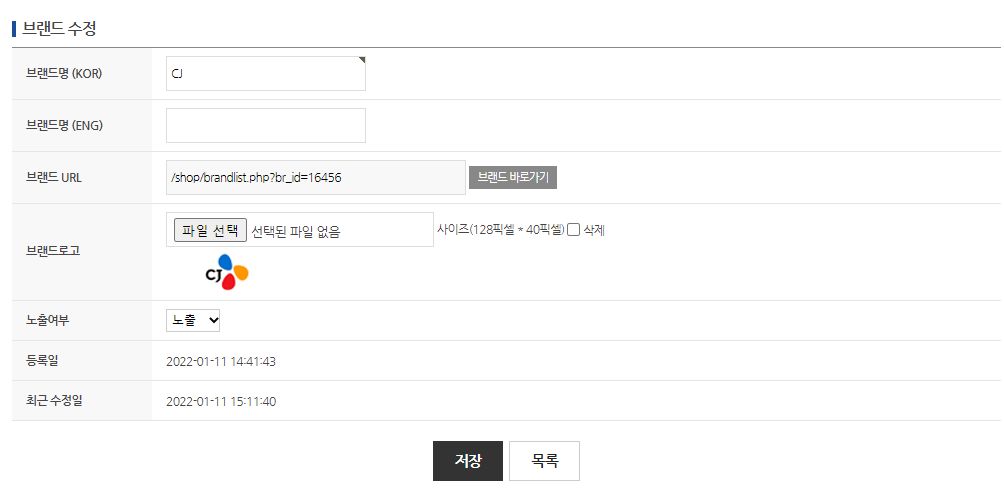 브랜드 수정
브랜드명 (KOR) CJ
브랜드명 (ENG)
브랜드 URL /shop/brandlist.php?br_id=16456 브랜드 바로가기
브랜드로고 파일 선택 선택된 파일 없음 사이즈(128픽셀 * 40픽셀) 삭제
CJ
노출여부 노출
등록일 2022-01-11 14:41:43
최근 수정일 2022-01-11 15:11:40
저장 목록